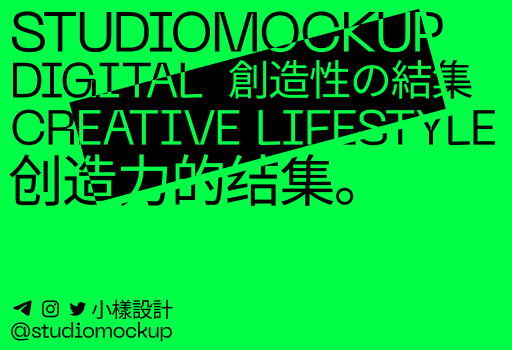 STUDIOMOCKUP
DIGITAL 創造性の結集
CREATIVE LIFESTYLE
创造力的结集。
小樣設計
@studiomockup